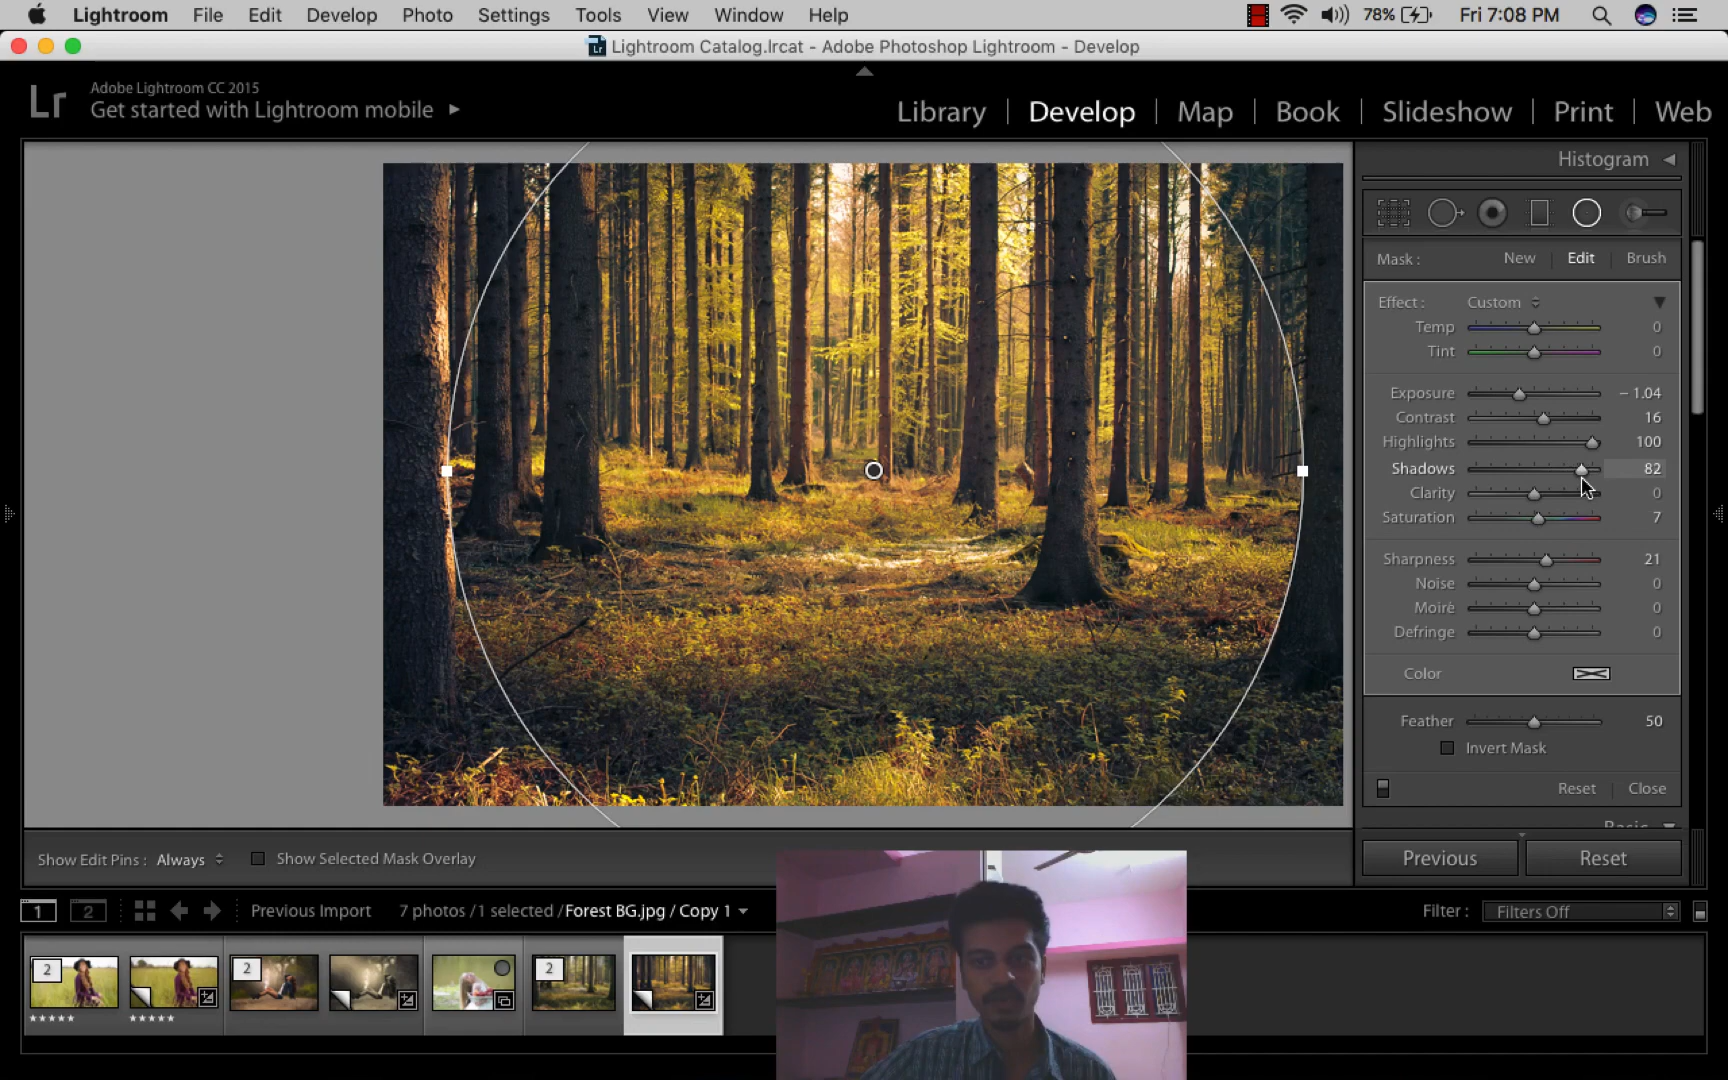 Lightroom File Edit Develop Photo Settings Tools View Window Help 78% Fri 7:08 PM
Lr Lightroom Catalog.lrcat - Adobe Photoshop Lightroom - Develop
Lr Adobe Lightroom CC 2015
Get started with Lightroom mobile
Library | Develop | Map | Book | Slideshow | Print | Web
Histogram
Mask : New Edit Brush
Effect : Custom
Temp 0
Tint 0
Exposure – 1.04
Contrast 16
Highlights 100
Shadows 82
Clarity 0
Saturation 7
Sharpness 21
Noise 0
Moiré 0
Defringe 0
Color
Feather 50
Invert Mask
Reset Close
Basic
Show Edit Pins : Always Show Selected Mask Overlay
Previous Reset
1 2 Previous Import 7 photos / 1 selected / Forest BG.jpg / Copy 1 Filter : Filters Off
2 2 2